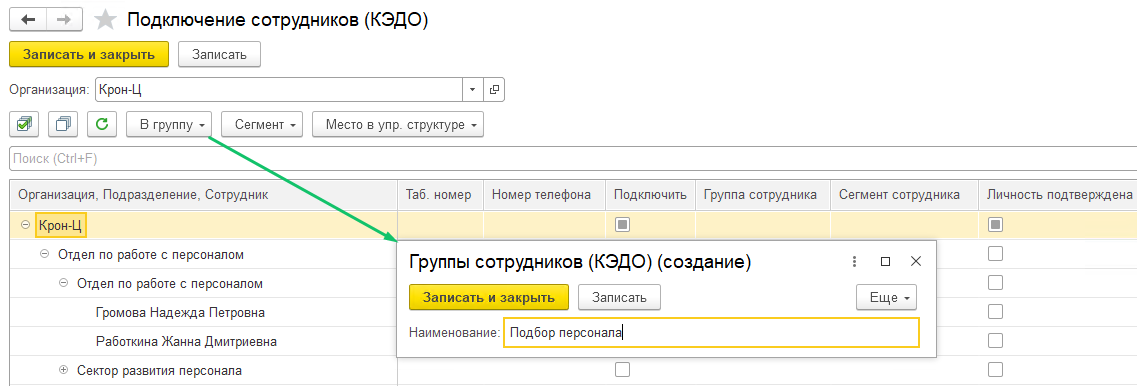 Подключение сотрудников (КЭДО)
Записать и закрыть Записать
Организация: Крон-Ц
В группу Сегмент Место в упр. структуре
Поиск (Ctrl+F)
Организация, Подразделение, Сотрудник Таб. номер Номер телефона Подключить Группа сотрудника Сегмент сотрудника Личность подтверждена
Крон-Ц
Отдел по работе с персоналом
Группы сотрудников (КЭДО) (создание)
Отдел по работе с персоналом
Записать и закрыть Записать Еще
Громова Надежда Петровна
Наименование: Подбор персонала
Работкина Жанна Дмитриевна
Сектор развития персонала